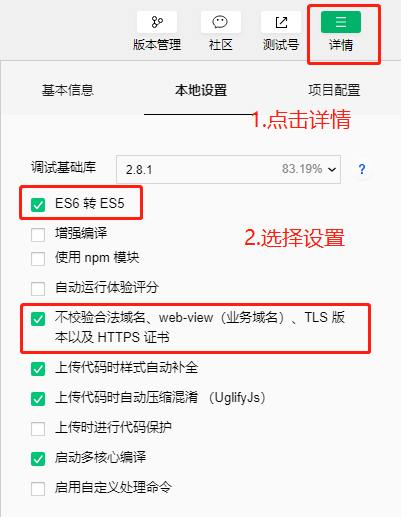 版本管理 社区 测试号 详情
基本信息 本地设置 项目配置
1.点击详情
调试基础库 2.8.1 83.19% ?
ES6 转 ES5
增强编译
2.选择设置
使用 npm 模块
自动运行体验评分
不校验合法域名、web-view（业务域名）、TLS 版
本以及 HTTPS 证书
上传代码时样式自动补全
上传代码时自动压缩混淆 （UglifyJs）
上传时进行代码保护
启动多核心编译
启用自定义处理命令